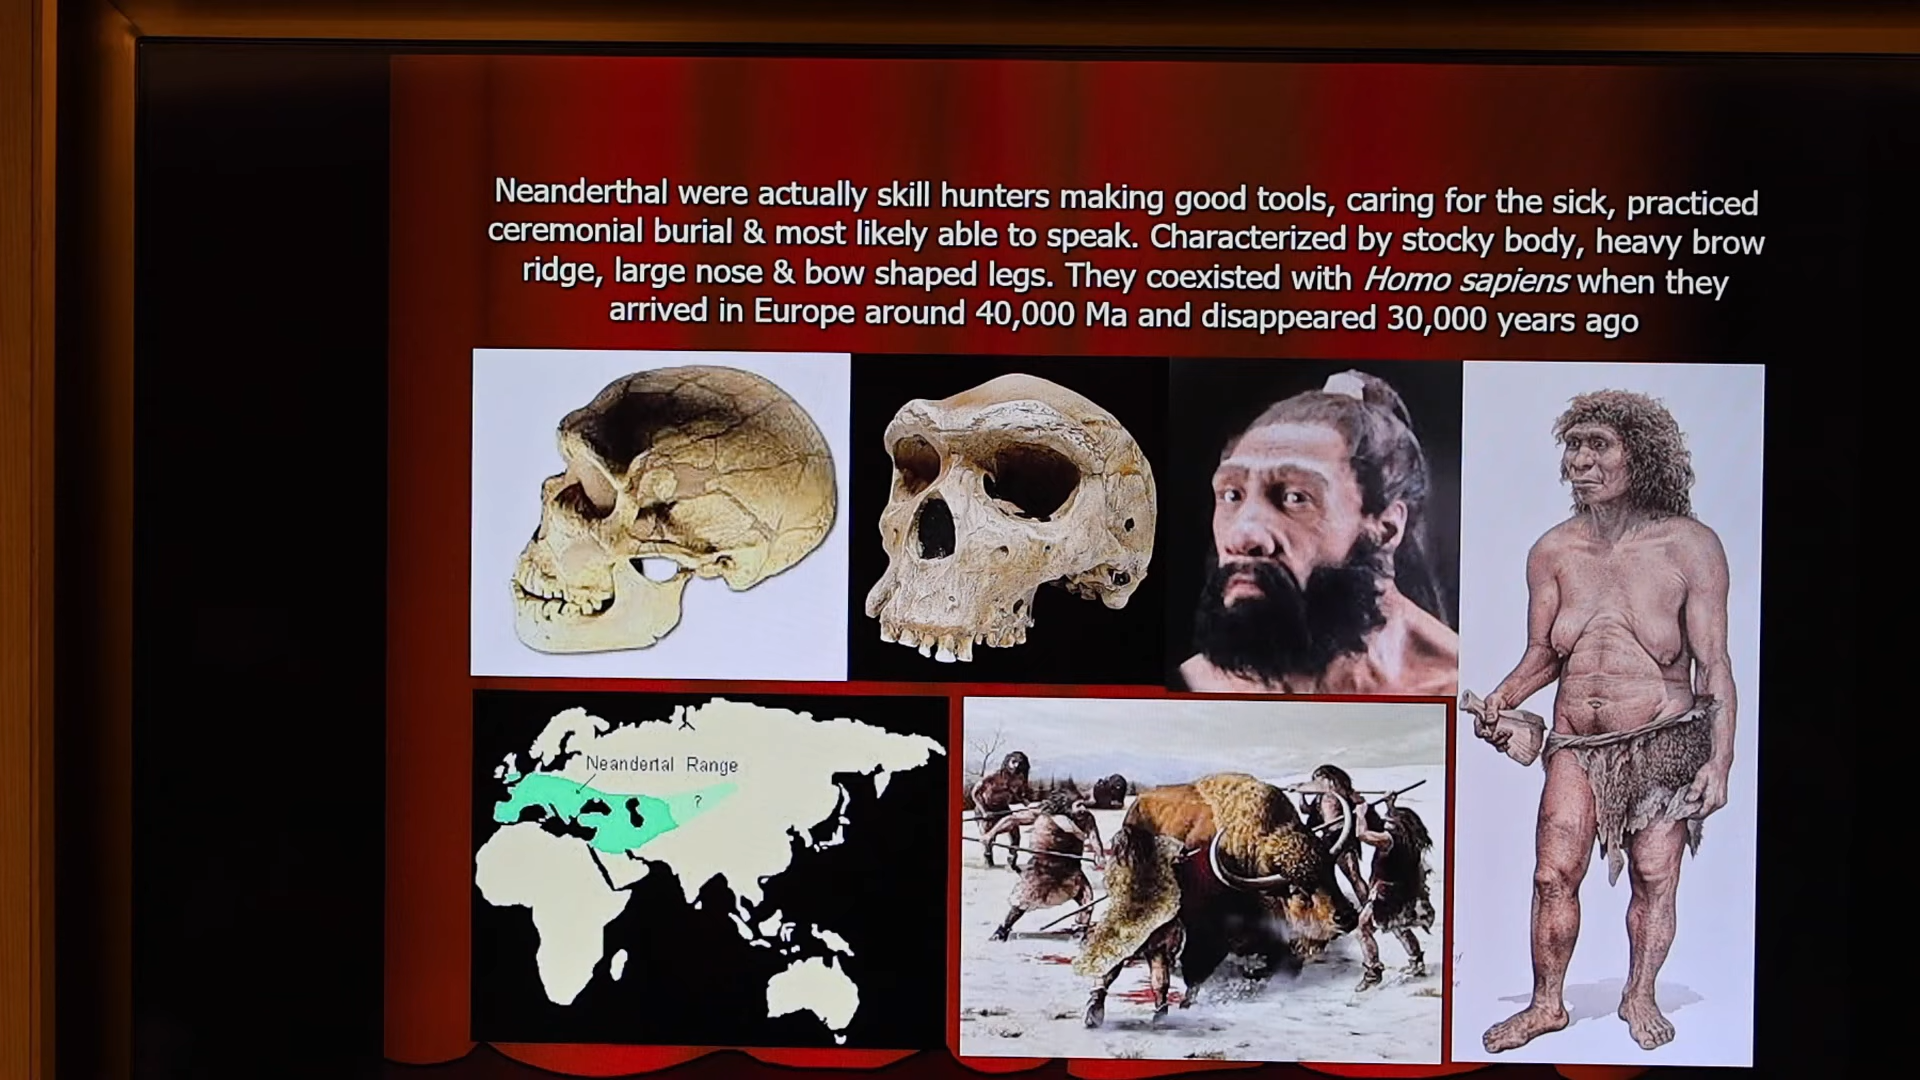 Neanderthal were actually skill hunters making good tools, caring for the sick, practiced
ceremonial burial & most likely able to speak. Characterized by stocky body, heavy brow
ridge, large nose & bow shaped legs. They coexisted with Homo sapiens when they
arrived in Europe around 40,000 Ma and disappeared 30,000 years ago
Neandertal Range
?